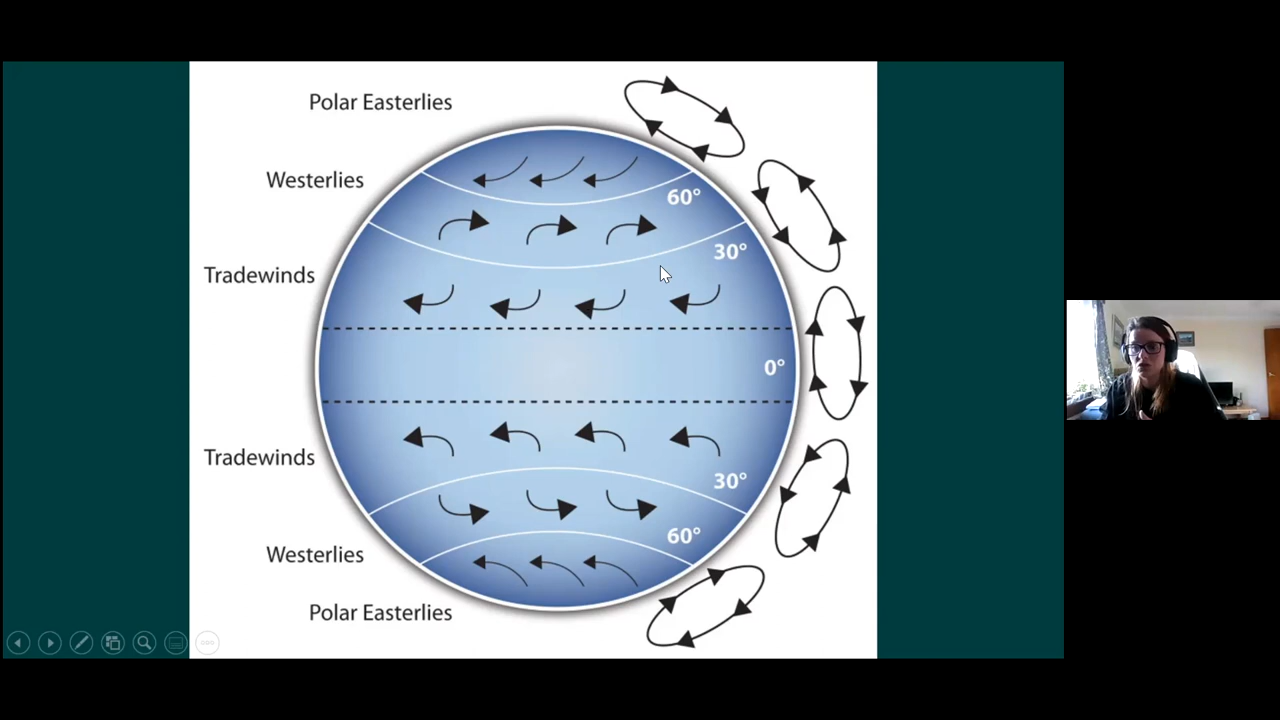 Polar Easterlies
Westerlies
60°
30°
Tradewinds
0°
Tradewinds
30°
60°
Westerlies
Polar Easterlies